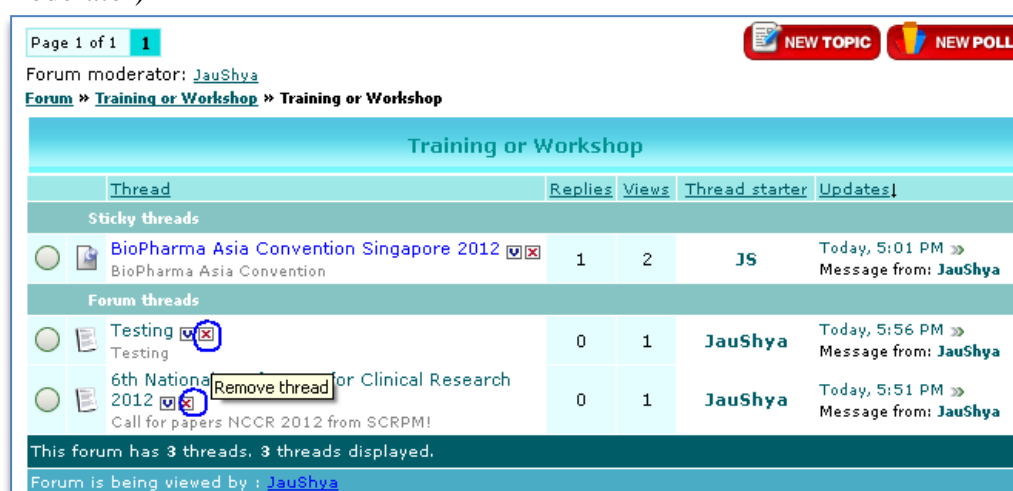 Page 1 of 1 1
NEW TOPIC NEW POLL
Forum moderator: JauShya
Forum » Training or Workshop » Training or Workshop
Training or Workshop
Thread Replies Views Thread starter Updates↓
Sticky threads
BioPharma Asia Convention Singapore 2012 1 2 JS Today, 5:01 PM »
BioPharma Asia Convention Message from: JauShya
Forum threads
Testing 0 1 JauShya Today, 5:56 PM »
Testing Message from: JauShya
6th National for Clinical Research
Remove thread
2012 0 1 JauShya Today, 5:51 PM »
Call for papers NCCR 2012 from SCRPM! Message from: JauShya
This forum has 3 threads. 3 threads displayed.
Forum is being viewed by : JauShya